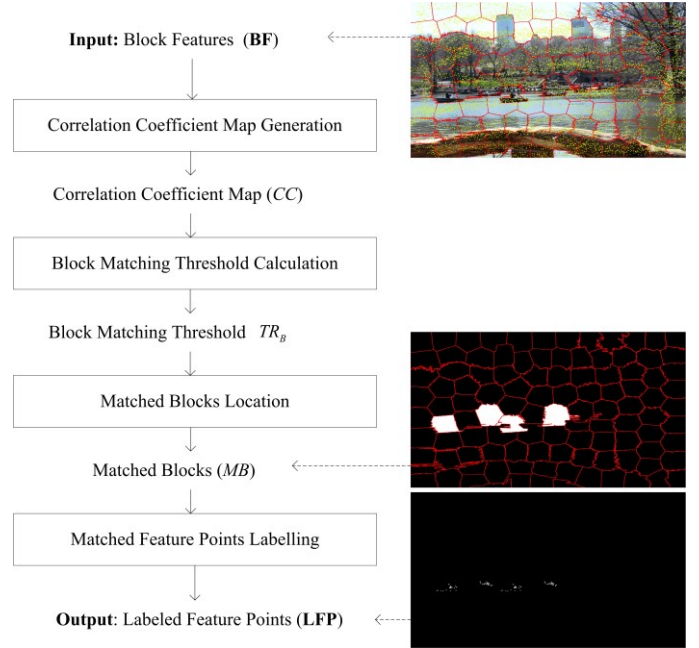 Input: Block Features (BF)
Correlation Coefficient Map Generation
Correlation Coefficient Map (CC)
Block Matching Threshold Calculation
Block Matching Threshold TR_B
Matched Blocks Location
Matched Blocks (MB)
Matched Feature Points Labelling
Output: Labeled Feature Points (LFP)